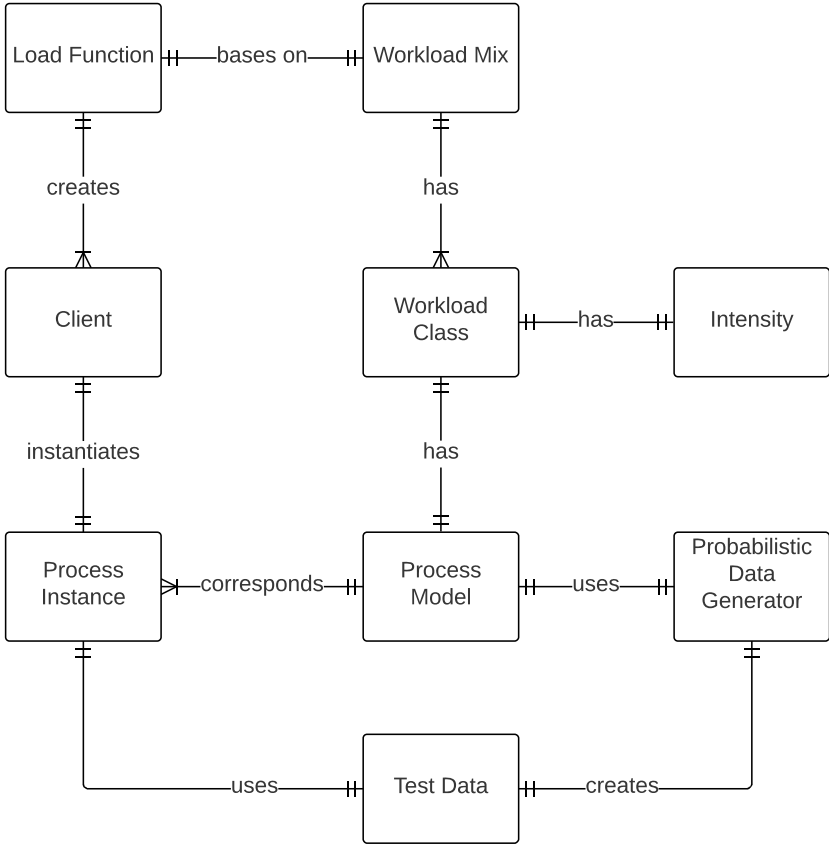 Load Function
bases on
Workload Mix
creates
has
Client
Workload
Class
has
Intensity
instantiates
has
Process
Instance
corresponds
Process
Model
uses
Probabilistic
Data
Generator
uses
Test Data
creates